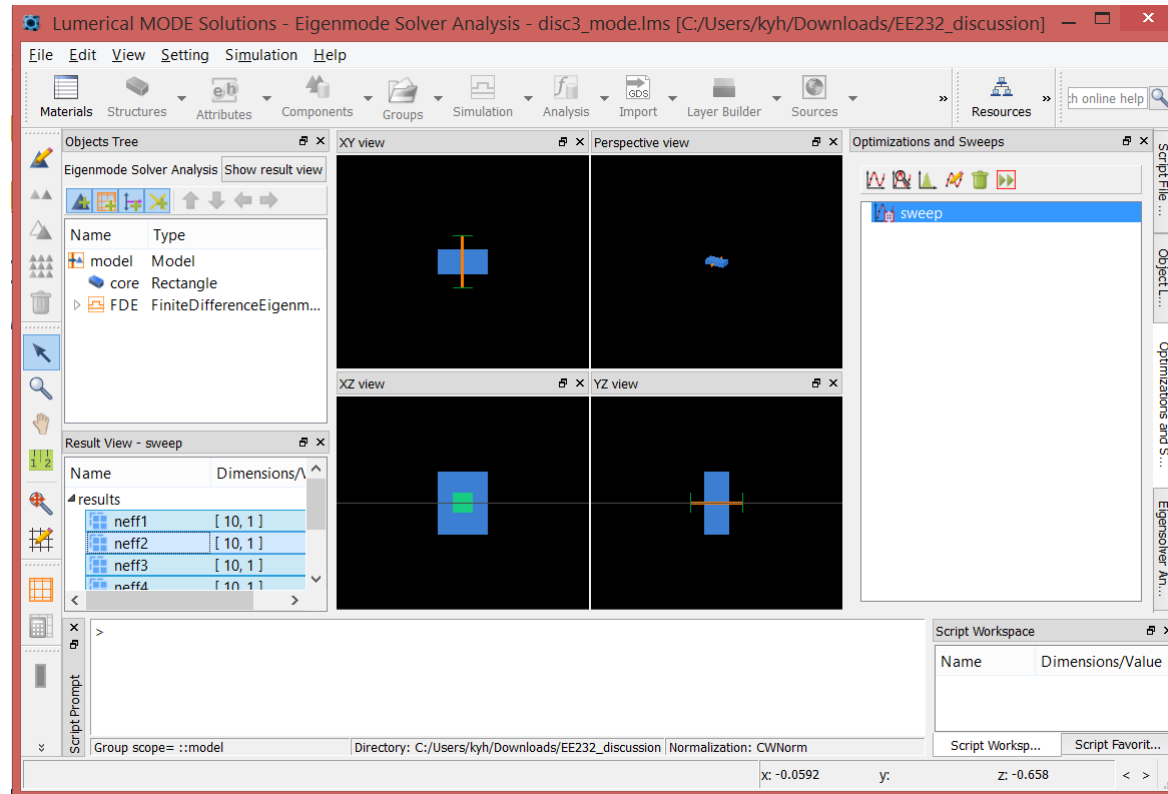 Lumerical MODE Solutions - Eigenmode Solver Analysis - disc3_mode.lms [C:/Users/kyh/Downloads/EE232_discussion]
File Edit View Setting Simulation Help
Materials Structures Attributes Components Groups Simulation Analysis Import Layer Builder Sources » Resources » :h online help
GDS
Objects Tree
Eigenmode Solver Analysis Show result view
Name Type
model Model
core Rectangle
FDE FiniteDifferenceEigenm...
Result View - sweep
Name Dimensions/\
results
neff1 [ 10, 1 ]
neff2 [ 10, 1 ]
neff3 [ 10, 1 ]
neff4 [ 10, 1 ]
XY view
Perspective view
XZ view
YZ view
Optimizations and Sweeps
sweep
Script File ...
Object L...
Optimizations and S...
Eigensolver An...
Script Prompt
>
Group scope= ::model Directory: C:/Users/kyh/Downloads/EE232_discussion Normalization: CWNorm
Script Workspace
Name Dimensions/Value
Script Worksp... Script Favorit...
x: -0.0592 y: z: -0.658 < >